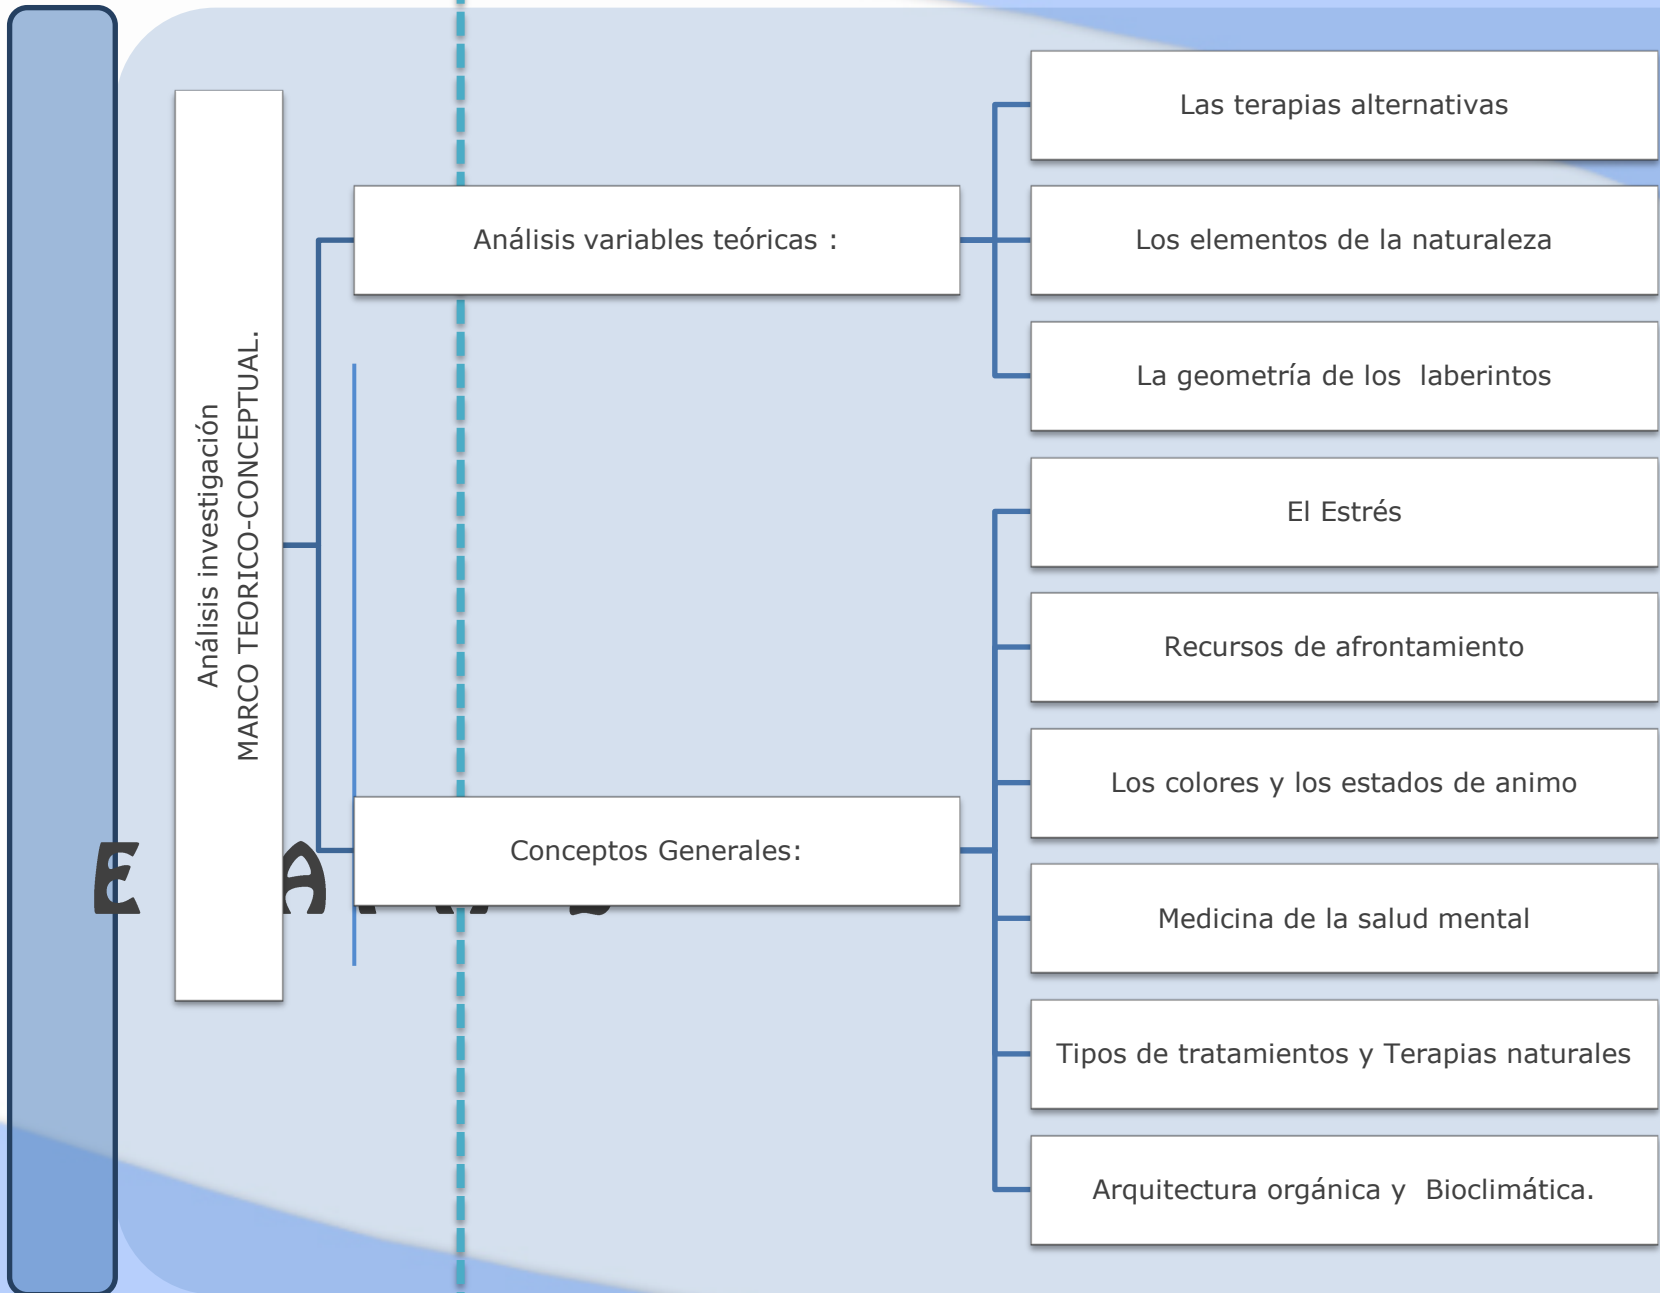 Análisis investigación
MARCO TEORICO-CONCEPTUAL.
Análisis variables teóricas :
Las terapias alternativas
Los elementos de la naturaleza
La geometría de los  laberintos
Conceptos Generales:
El Estrés
Recursos de afrontamiento
Los colores y los estados de animo
Medicina de la salud mental
Tipos de tratamientos y Terapias naturales
Arquitectura orgánica y  Bioclimática.